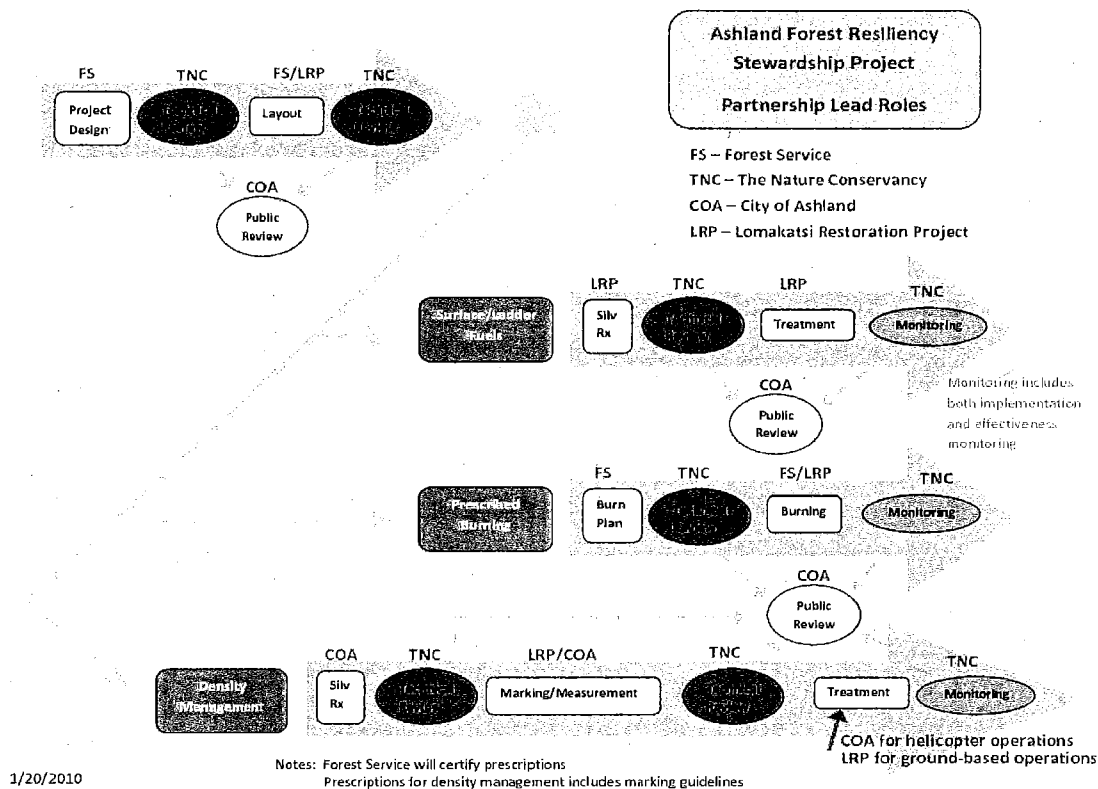 Ashland Forest Resiliency
Stewardship Project
Partnership Lead Roles
FS – Forest Service
TNC – The Nature Conservancy
COA – City of Ashland
LRP – Lomakatsi Restoration Project
FS
TNC
FS/LRP
TNC
Project
Design
Layout
COA
Public
Review
LRP
TNC
LRP
TNC
Surface/Ladder
Fuels
Silv
Rx
Treatment
Monitoring
COA
Public
Review
Monitoring includes
both implementation
and effectiveness
monitoring
FS
TNC
FS/LRP
TNC
Prescribed
Burning
Burn
Plan
Burning
Monitoring
COA
Public
Review
COA
TNC
LRP/COA
TNC
TNC
Density
Management
Silv
Rx
Marking/Measurement
Treatment
Monitoring
COA for helicopter operations
LRP for ground-based operations
Notes: Forest Service will certify prescriptions
Prescriptions for density management includes marking guidelines
1/20/2010